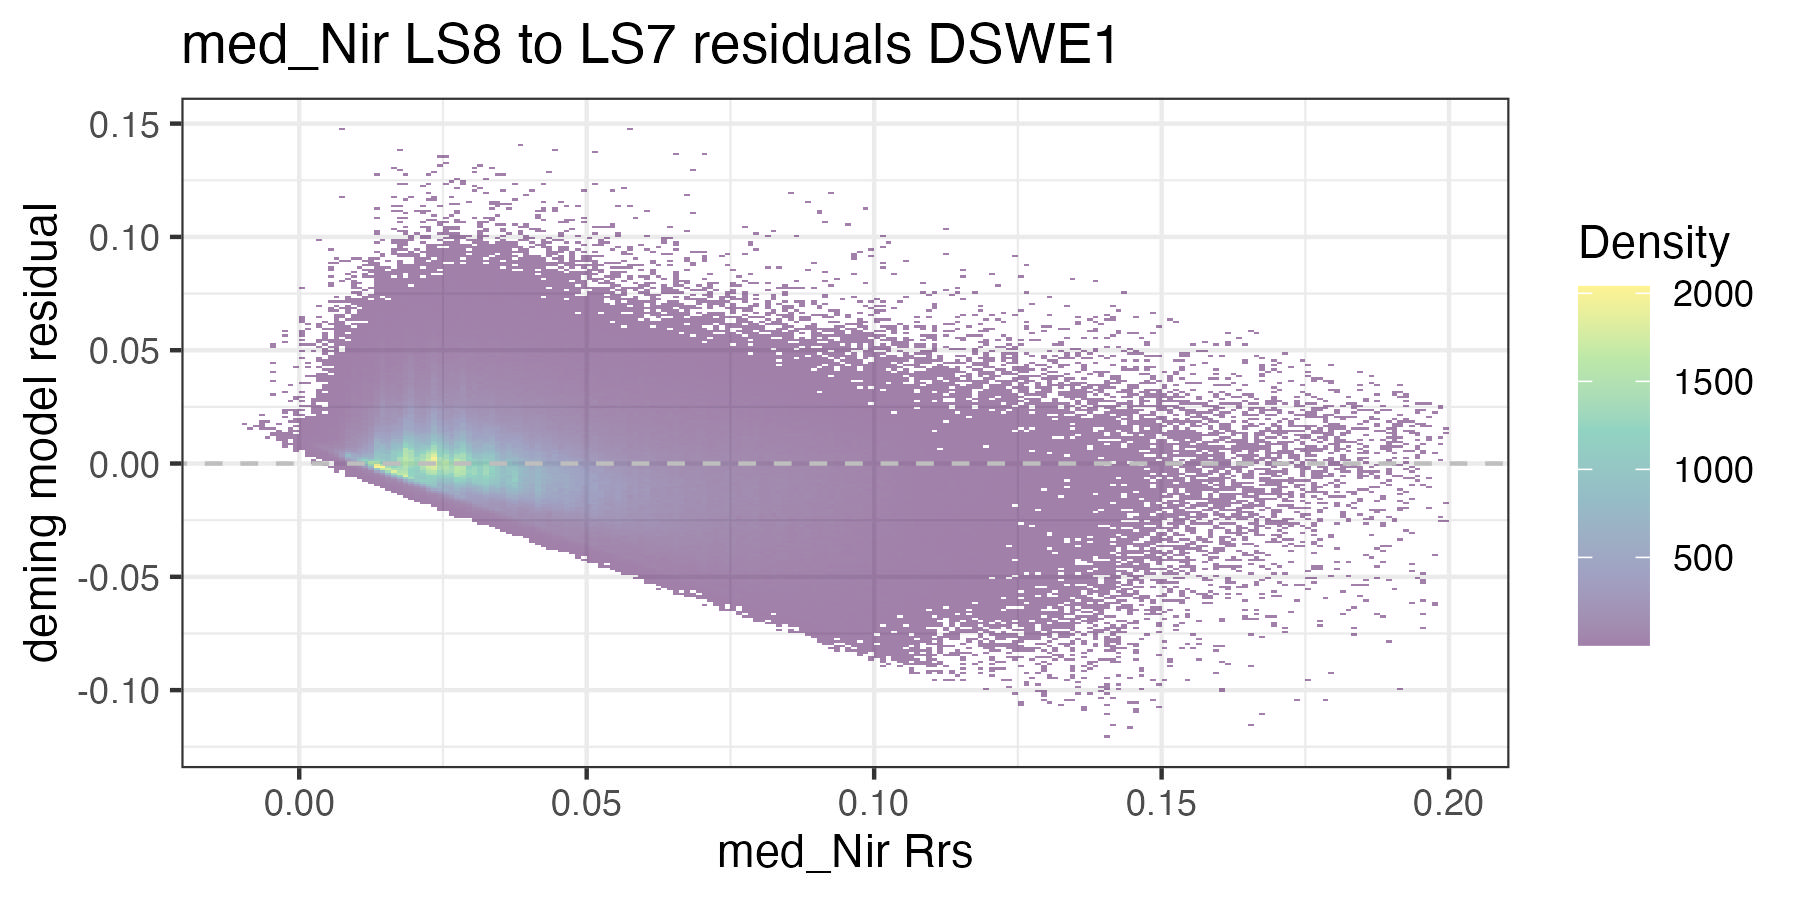 med_Nir LS8 to LS7 residuals DSWE1
deming model residual
0.15
0.10
0.05
0.00
-0.05
-0.10
0.00 0.05 0.10 0.15 0.20
med_Nir Rrs
Density
2000
1500
1000
500